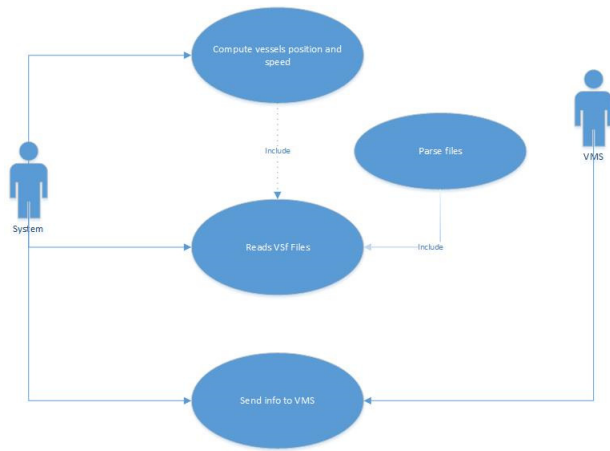 Compute vessels position and
speed
Include
Parse files
VMS
System
Reads VSf Files
Include
Send info to VMS